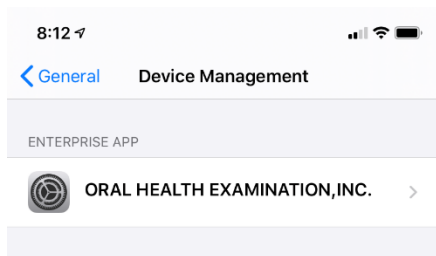 8:12
General Device Management
ENTERPRISE APP
ORAL HEALTH EXAMINATION,INC.